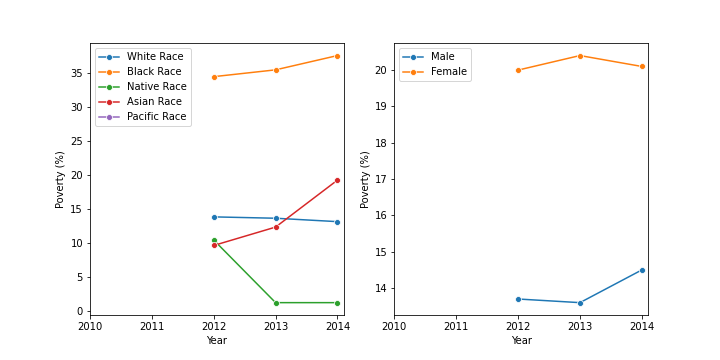 White Race
Black Race
Native Race
Asian Race
Pacific Race
35
30
25
20
15
10
5
0
Poverty (%)
2010 2011 2012 2013 2014
Year
Male
Female
20
19
18
17
16
15
14
Poverty (%)
2010 2011 2012 2013 2014
Year